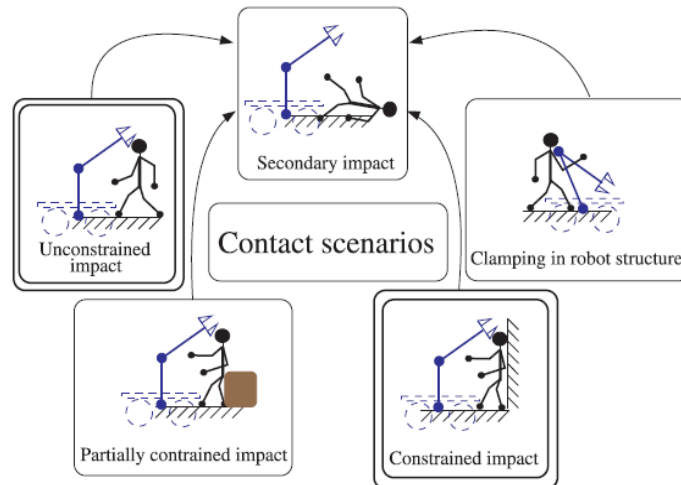 Secondary impact
Unconstrained
impact
Contact scenarios
Clamping in robot structure
Partially contrained impact
Constrained impact